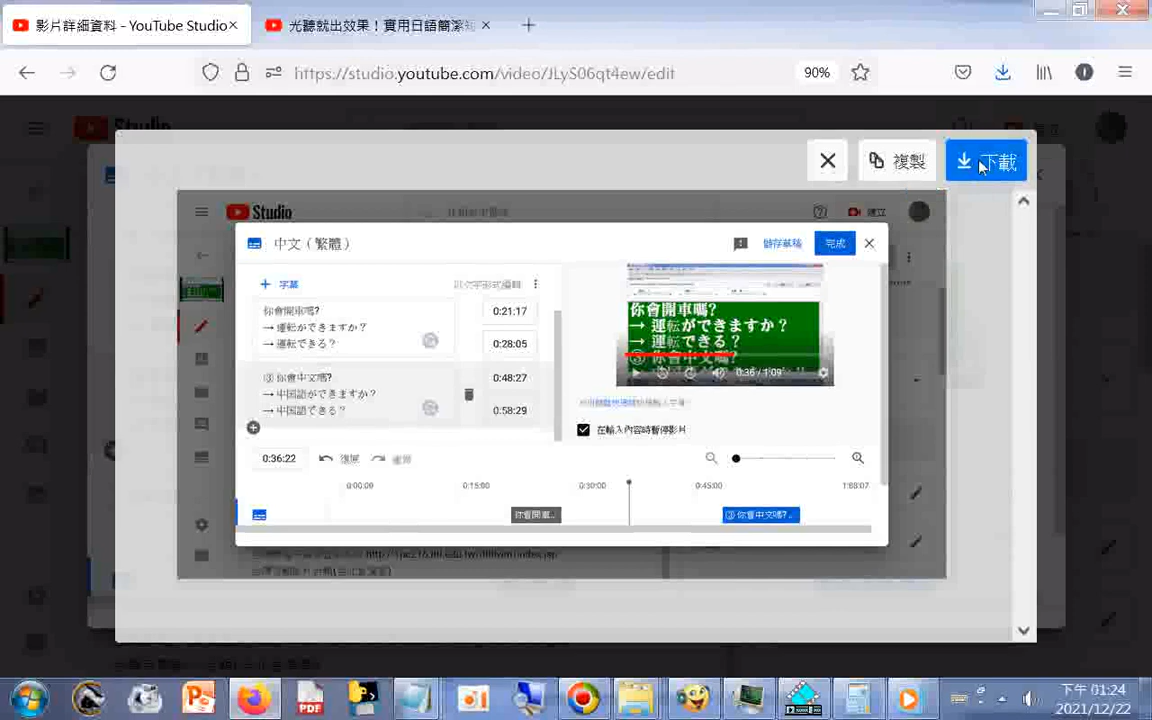 影片詳細資料 - YouTube Studio
光聽就出效果！實用日語簡潔
https://studio.youtube.com/video/JLyS06qt4ew/edit
90%
複製
下載
Studio
中文（繁體）
儲存草稿
完成
字幕
你會開車嗎?
→ 運転ができますか？
→ 運転できる？
0:21:17
0:28:05
③ 你會中文嗎?
→ 中国語ができますか？
→ 中国語できる？
0:48:27
0:58:29
你會開車嗎?
→ 運転ができますか？
→ 運転できる？
③ 你會中文嗎?
0:36 / 1:09
在輸入內容時暫停影片
0:36:22
復原
重做
0:00:00
0:15:00
0:30:00
0:45:00
1:08:07
你會開車...
③ 你會中文嗎?...
下午 01:24
2021/12/22